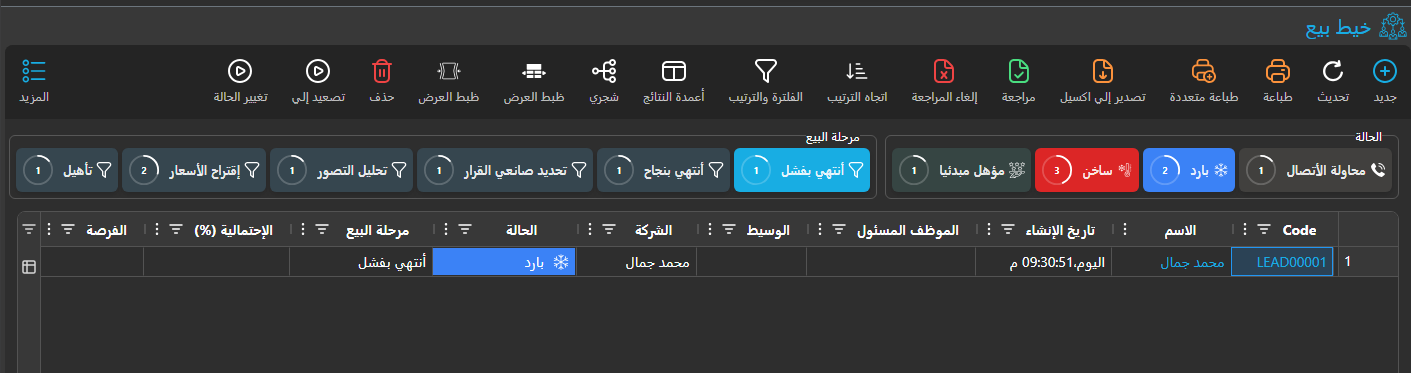 خيط بيع
جديد تحديث طباعة طباعة متعددة تصدير إلي اكسيل مراجعة إلغاء المراجعة اتجاه الترتيب الفلترة والترتيب أعمدة النتائج شجري ظبط العرض ظبط العرض حذف تصعيد إلي تغيير الحالة المزيد
الحالة مرحلة البيع
محاولة الأتصال 1 بارد 2 ساخن 3 مؤهل مبدئيا 1 أنتهي بفشل 1 أنتهي بنجاح 1 تحديد صانعي القرار 1 تحليل التصور 1 إقتراح الأسعار 2 تأهيل 1
Code الاسم تاريخ الإنشاء الموظف المسئول الوسيط الشركة الحالة مرحلة البيع الإحتمالية (%) الفرصة
1 LEAD00001 محمد جمال اليوم،09:30:51 م محمد جمال بارد أنتهي بفشل